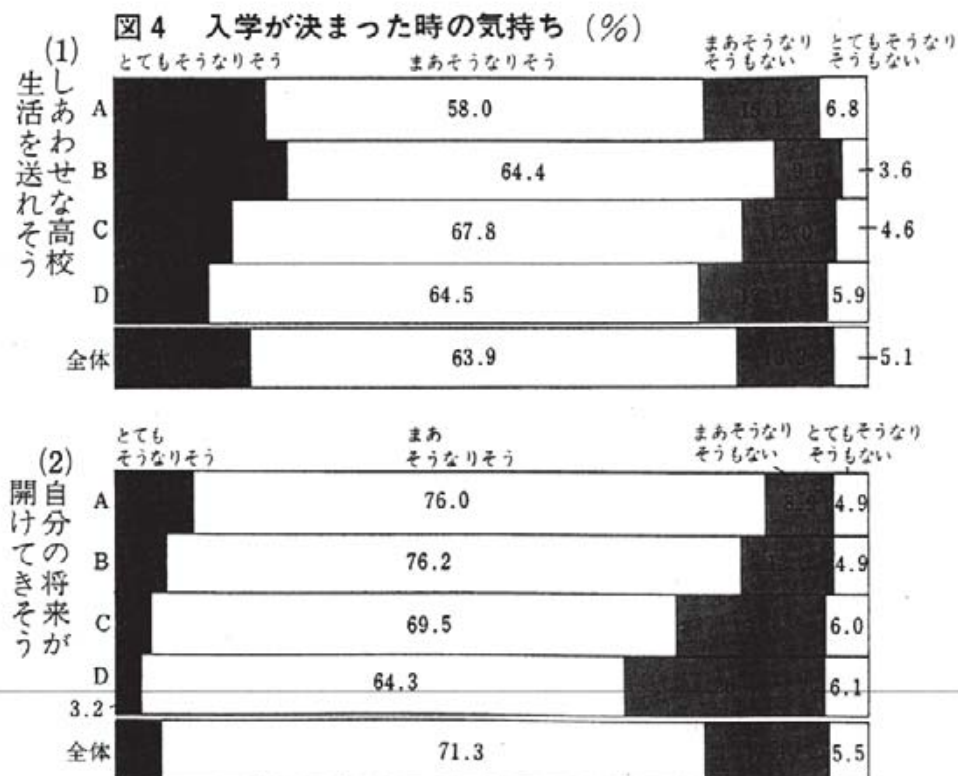 図4 入学が決まった時の気持ち (%)
(1) しあわせな高校生活を送れそう
とてもそうなりそう まあそうなりそう まあそうなりそうもない とてもそうなりそうもない
A 58.0 6.8
B 64.4 3.6
C 67.8 4.6
D 64.5 5.9
全体 63.9 5.1
(2) 自分の将来が開けてきそう
とてもそうなりそう まあそうなりそう まあそうなりそうもない とてもそうなりそうもない
A 76.0 4.9
B 76.2 4.9
C 69.5 6.0
D 3.2 64.3 6.1
全体 71.3 5.5